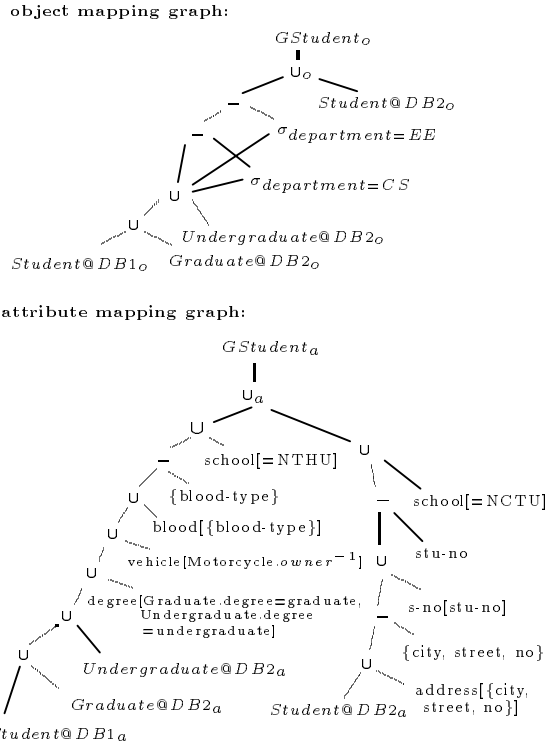 object mapping graph:
GStudent_o
∪_o
− Student@DB2_o
− σ_department=EE
σ_department=CS
∪
∪ Undergraduate@DB2_o
Student@DB1_o Graduate@DB2_o
attribute mapping graph:
GStudent_a
∪_a
∪ ∪
− school[=NTHU]
{blood-type} − school[=NCTU]
∪ blood[{blood-type}]
∪ vehicle[Motorcycle.owner^−1] stu-no
∪ ∪
degree[Graduate.degree=graduate,
Undergraduate.degree
=undergraduate]
s-no[stu-no]
∪ −
{city, street, no}
∪ Undergraduate@DB2_a ∪
Graduate@DB2_a address[{city,
street, no}]
Student@DB2_a
tudent@DB1_a